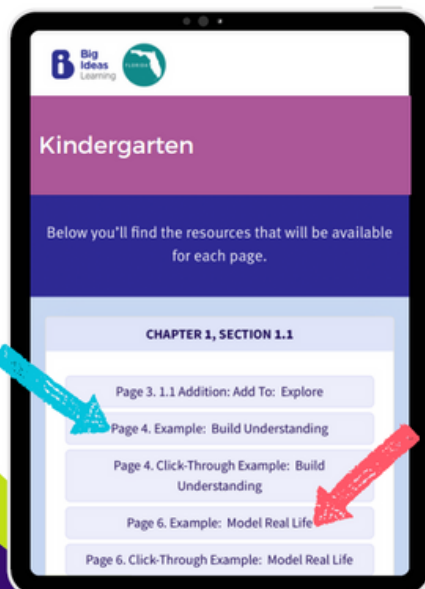 Big
Ideas
Learning
FLORIDA
Kindergarten
Below you'll find the resources that will be available
for each page.
CHAPTER 1, SECTION 1.1
Page 3. 1.1 Addition: Add To: Explore
Page 4. Example: Build Understanding
Page 4. Click-Through Example: Build
Understanding
Page 6. Example: Model Real Life
Page 6. Click-Through Example: Model Real Life